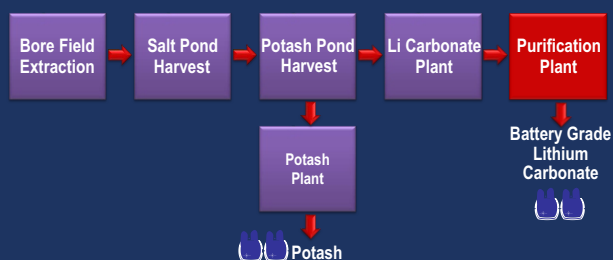 Bore Field
Extraction
Salt Pond
Harvest
Potash Pond
Harvest
Li Carbonate
Plant
Purification
Plant
Potash
Plant
Battery Grade
Lithium
Carbonate
Potash